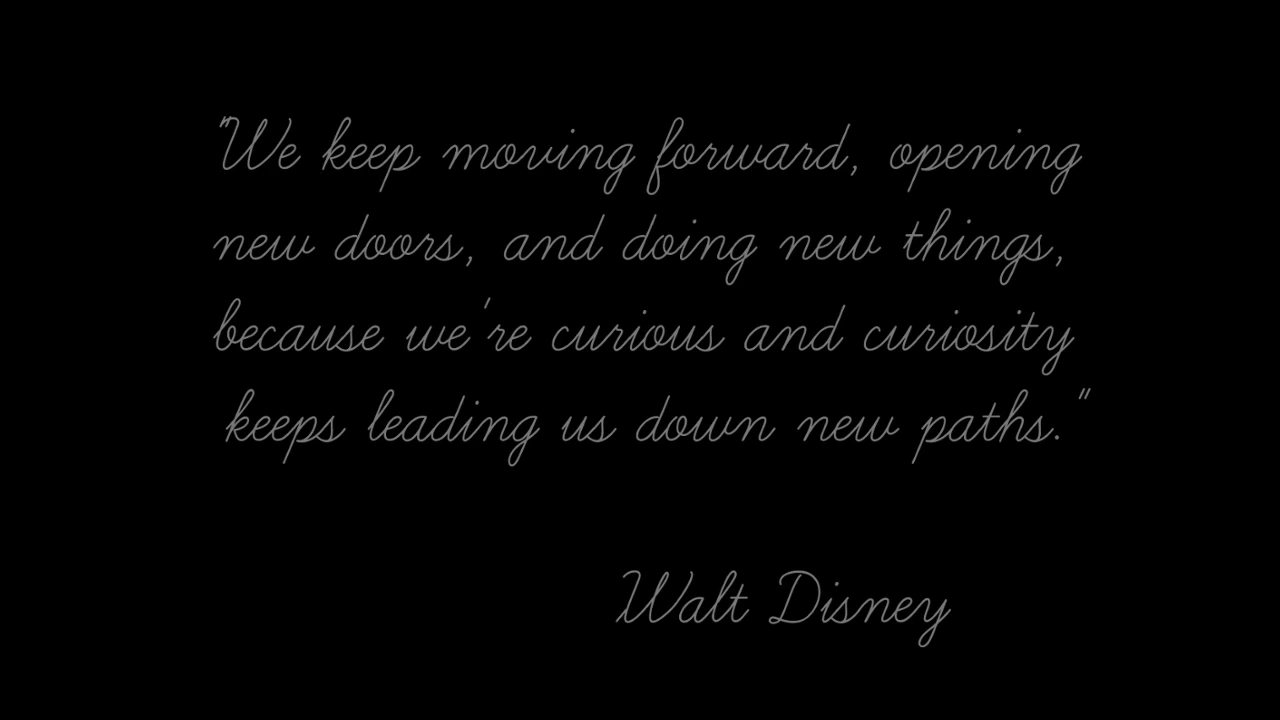 "We keep moving forward, opening
new doors, and doing new things,
because we're curious and curiosity
keeps leading us down new paths."
Walt Disney